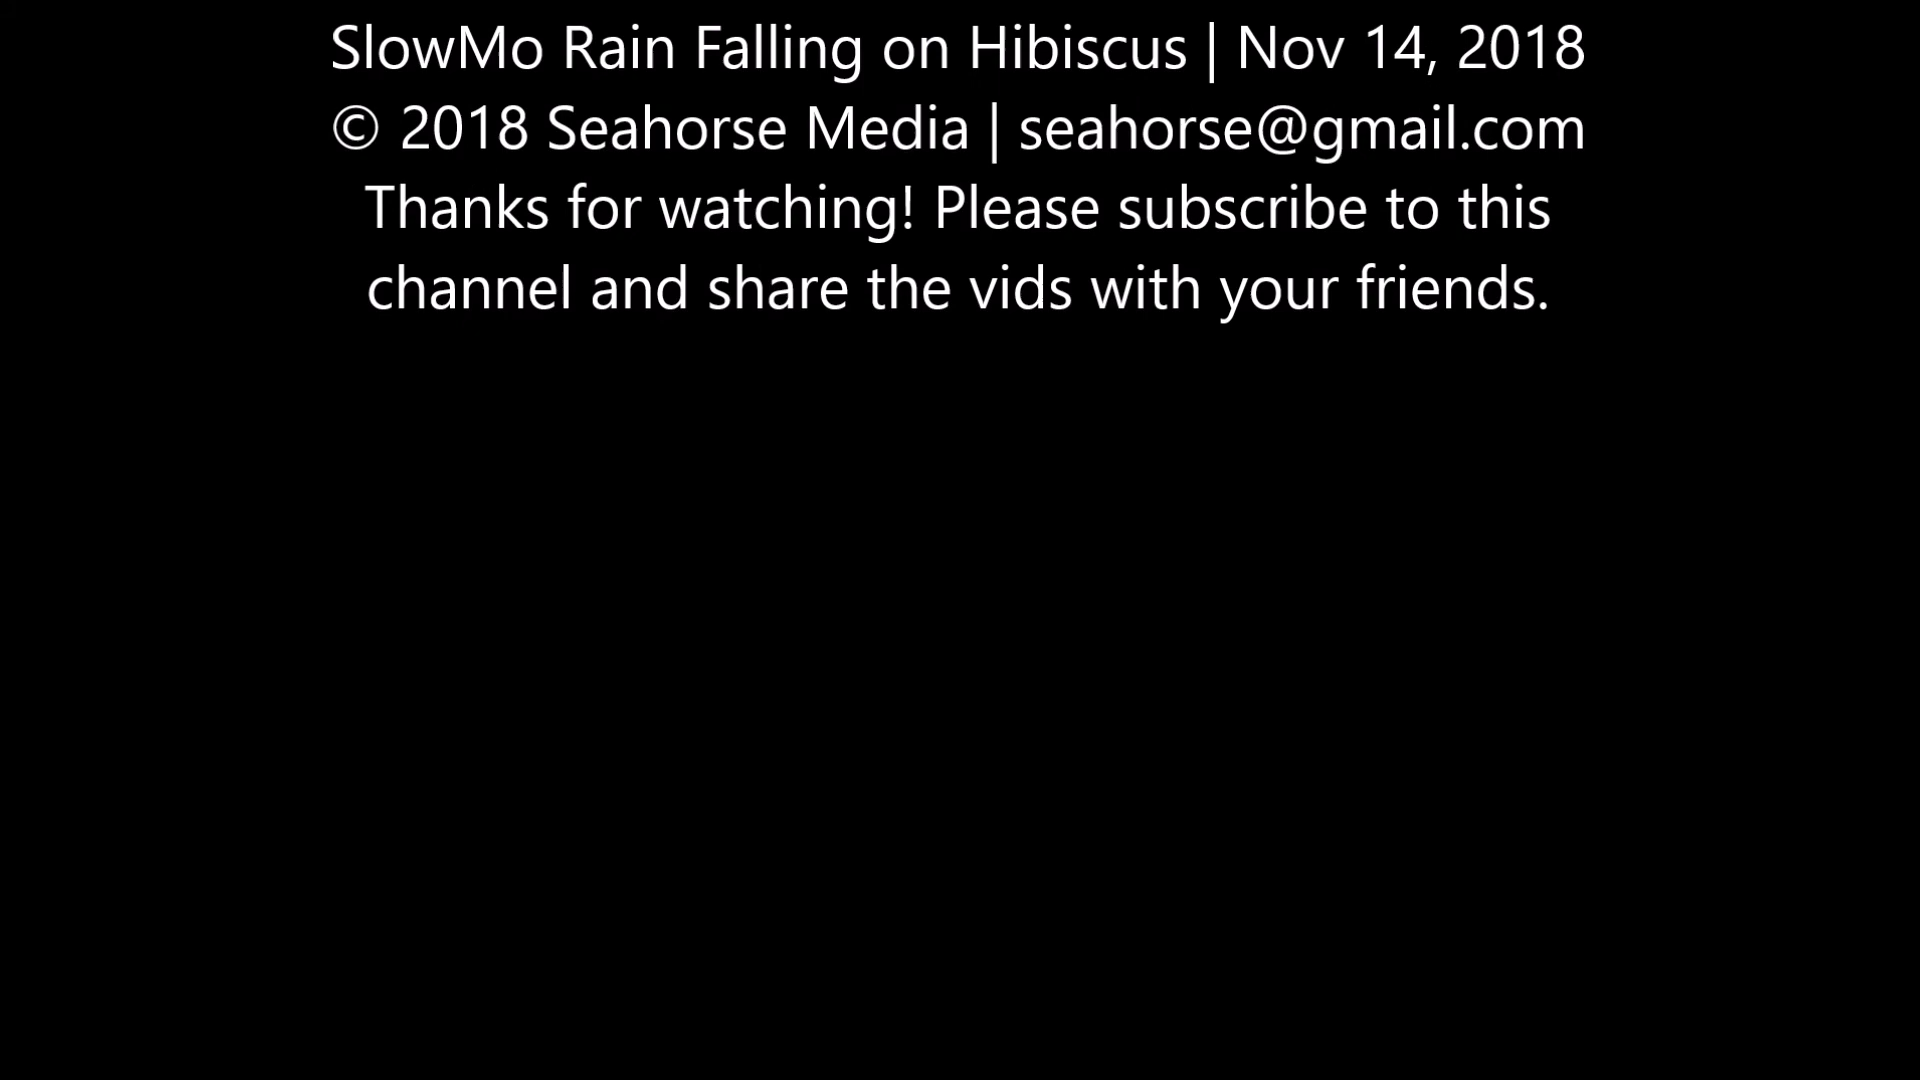 SlowMo Rain Falling on Hibiscus | Nov 14, 2018
© 2018 Seahorse Media | seahorse@gmail.com
Thanks for watching! Please subscribe to this
channel and share the vids with your friends.